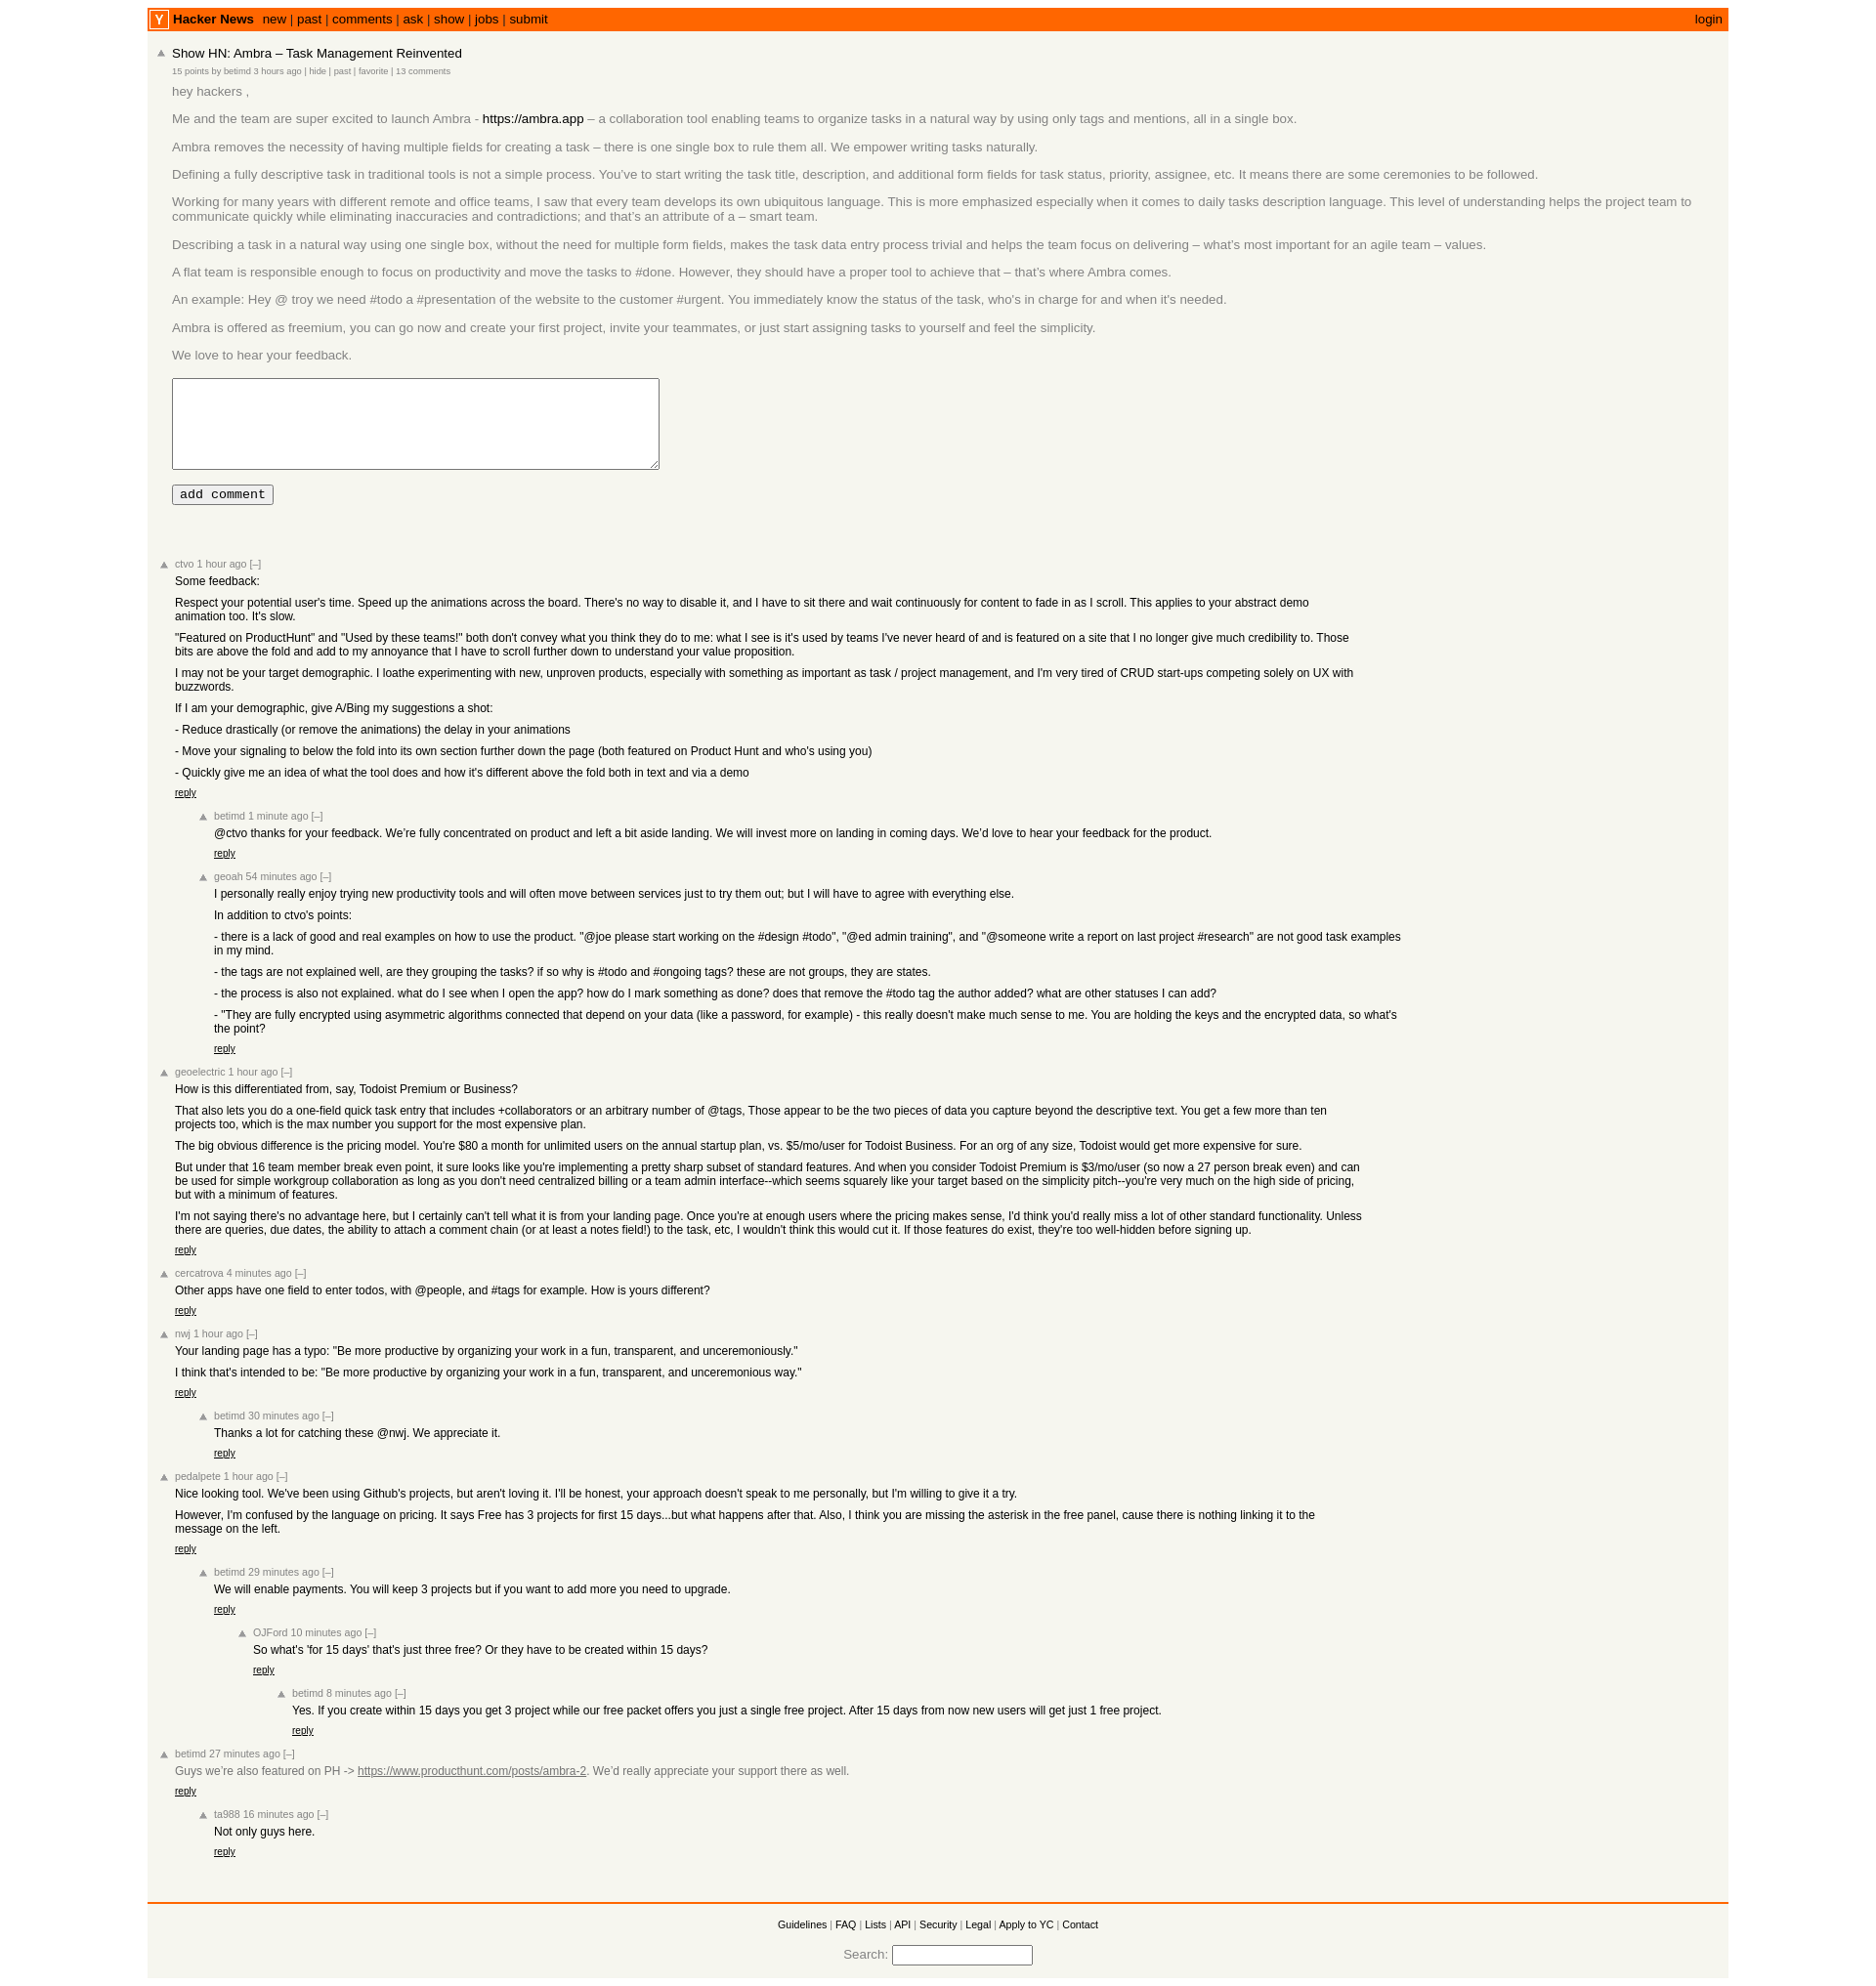 Y Hacker News new | past | comments | ask | show | jobs | submit login
Show HN: Ambra – Task Management Reinvented
15 points by betimd 3 hours ago | hide | past | favorite | 13 comments
hey hackers ,
Me and the team are super excited to launch Ambra - https://ambra.app – a collaboration tool enabling teams to organize tasks in a natural way by using only tags and mentions, all in a single box.
Ambra removes the necessity of having multiple fields for creating a task – there is one single box to rule them all. We empower writing tasks naturally.
Defining a fully descriptive task in traditional tools is not a simple process. You’ve to start writing the task title, description, and additional form fields for task status, priority, assignee, etc. It means there are some ceremonies to be followed.
Working for many years with different remote and office teams, I saw that every team develops its own ubiquitous language. This is more emphasized especially when it comes to daily tasks description language. This level of understanding helps the project team to
communicate quickly while eliminating inaccuracies and contradictions; and that’s an attribute of a – smart team.
Describing a task in a natural way using one single box, without the need for multiple form fields, makes the task data entry process trivial and helps the team focus on delivering – what’s most important for an agile team – values.
A flat team is responsible enough to focus on productivity and move the tasks to #done. However, they should have a proper tool to achieve that – that’s where Ambra comes.
An example: Hey @ troy we need #todo a #presentation of the website to the customer #urgent. You immediately know the status of the task, who's in charge for and when it's needed.
Ambra is offered as freemium, you can go now and create your first project, invite your teammates, or just start assigning tasks to yourself and feel the simplicity.
We love to hear your feedback.
add comment
ctvo 1 hour ago [–]
Some feedback:
Respect your potential user's time. Speed up the animations across the board. There's no way to disable it, and I have to sit there and wait continuously for content to fade in as I scroll. This applies to your abstract demo
animation too. It's slow.
"Featured on ProductHunt" and "Used by these teams!" both don't convey what you think they do to me: what I see is it's used by teams I've never heard of and is featured on a site that I no longer give much credibility to. Those
bits are above the fold and add to my annoyance that I have to scroll further down to understand your value proposition.
I may not be your target demographic. I loathe experimenting with new, unproven products, especially with something as important as task / project management, and I'm very tired of CRUD start-ups competing solely on UX with
buzzwords.
If I am your demographic, give A/Bing my suggestions a shot:
- Reduce drastically (or remove the animations) the delay in your animations
- Move your signaling to below the fold into its own section further down the page (both featured on Product Hunt and who's using you)
- Quickly give me an idea of what the tool does and how it's different above the fold both in text and via a demo
reply
betimd 1 minute ago [–]
@ctvo thanks for your feedback. We’re fully concentrated on product and left a bit aside landing. We will invest more on landing in coming days. We’d love to hear your feedback for the product.
reply
geoah 54 minutes ago [–]
I personally really enjoy trying new productivity tools and will often move between services just to try them out; but I will have to agree with everything else.
In addition to ctvo's points:
- there is a lack of good and real examples on how to use the product. "@joe please start working on the #design #todo", "@ed admin training", and "@someone write a report on last project #research" are not good task examples
in my mind.
- the tags are not explained well, are they grouping the tasks? if so why is #todo and #ongoing tags? these are not groups, they are states.
- the process is also not explained. what do I see when I open the app? how do I mark something as done? does that remove the #todo tag the author added? what are other statuses I can add?
- "They are fully encrypted using asymmetric algorithms connected that depend on your data (like a password, for example) - this really doesn't make much sense to me. You are holding the keys and the encrypted data, so what's
the point?
reply
geoelectric 1 hour ago [–]
How is this differentiated from, say, Todoist Premium or Business?
That also lets you do a one-field quick task entry that includes +collaborators or an arbitrary number of @tags, Those appear to be the two pieces of data you capture beyond the descriptive text. You get a few more than ten
projects too, which is the max number you support for the most expensive plan.
The big obvious difference is the pricing model. You're $80 a month for unlimited users on the annual startup plan, vs. $5/mo/user for Todoist Business. For an org of any size, Todoist would get more expensive for sure.
But under that 16 team member break even point, it sure looks like you're implementing a pretty sharp subset of standard features. And when you consider Todoist Premium is $3/mo/user (so now a 27 person break even) and can
be used for simple workgroup collaboration as long as you don't need centralized billing or a team admin interface--which seems squarely like your target based on the simplicity pitch--you're very much on the high side of pricing,
but with a minimum of features.
I'm not saying there's no advantage here, but I certainly can't tell what it is from your landing page. Once you're at enough users where the pricing makes sense, I'd think you'd really miss a lot of other standard functionality. Unless
there are queries, due dates, the ability to attach a comment chain (or at least a notes field!) to the task, etc, I wouldn't think this would cut it. If those features do exist, they're too well-hidden before signing up.
reply
cercatrova 4 minutes ago [–]
Other apps have one field to enter todos, with @people, and #tags for example. How is yours different?
reply
nwj 1 hour ago [–]
Your landing page has a typo: "Be more productive by organizing your work in a fun, transparent, and unceremoniously."
I think that's intended to be: "Be more productive by organizing your work in a fun, transparent, and unceremonious way."
reply
betimd 30 minutes ago [–]
Thanks a lot for catching these @nwj. We appreciate it.
reply
pedalpete 1 hour ago [–]
Nice looking tool. We've been using Github's projects, but aren't loving it. I'll be honest, your approach doesn't speak to me personally, but I'm willing to give it a try.
However, I'm confused by the language on pricing. It says Free has 3 projects for first 15 days...but what happens after that. Also, I think you are missing the asterisk in the free panel, cause there is nothing linking it to the
message on the left.
reply
betimd 29 minutes ago [–]
We will enable payments. You will keep 3 projects but if you want to add more you need to upgrade.
reply
OJFord 10 minutes ago [–]
So what's 'for 15 days' that's just three free? Or they have to be created within 15 days?
reply
betimd 8 minutes ago [–]
Yes. If you create within 15 days you get 3 project while our free packet offers you just a single free project. After 15 days from now new users will get just 1 free project.
reply
betimd 27 minutes ago [–]
Guys we’re also featured on PH -> https://www.producthunt.com/posts/ambra-2. We’d really appreciate your support there as well.
reply
ta988 16 minutes ago [–]
Not only guys here.
reply
Guidelines | FAQ | Lists | API | Security | Legal | Apply to YC | Contact
Search: